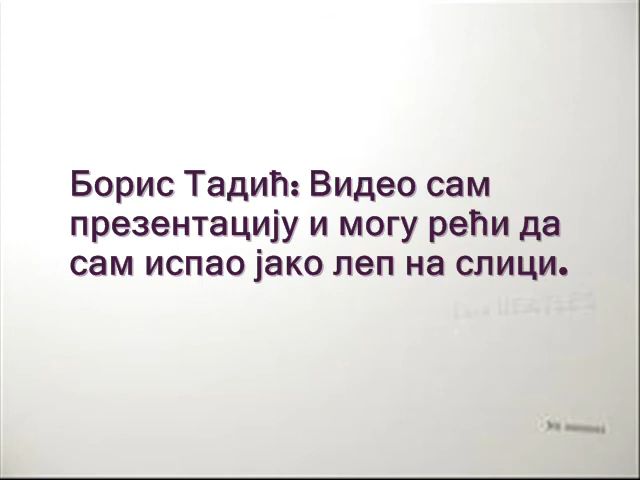 Борис Тадић: Видео сам
презентацију и могу рећи да
сам испао јако леп на слици.